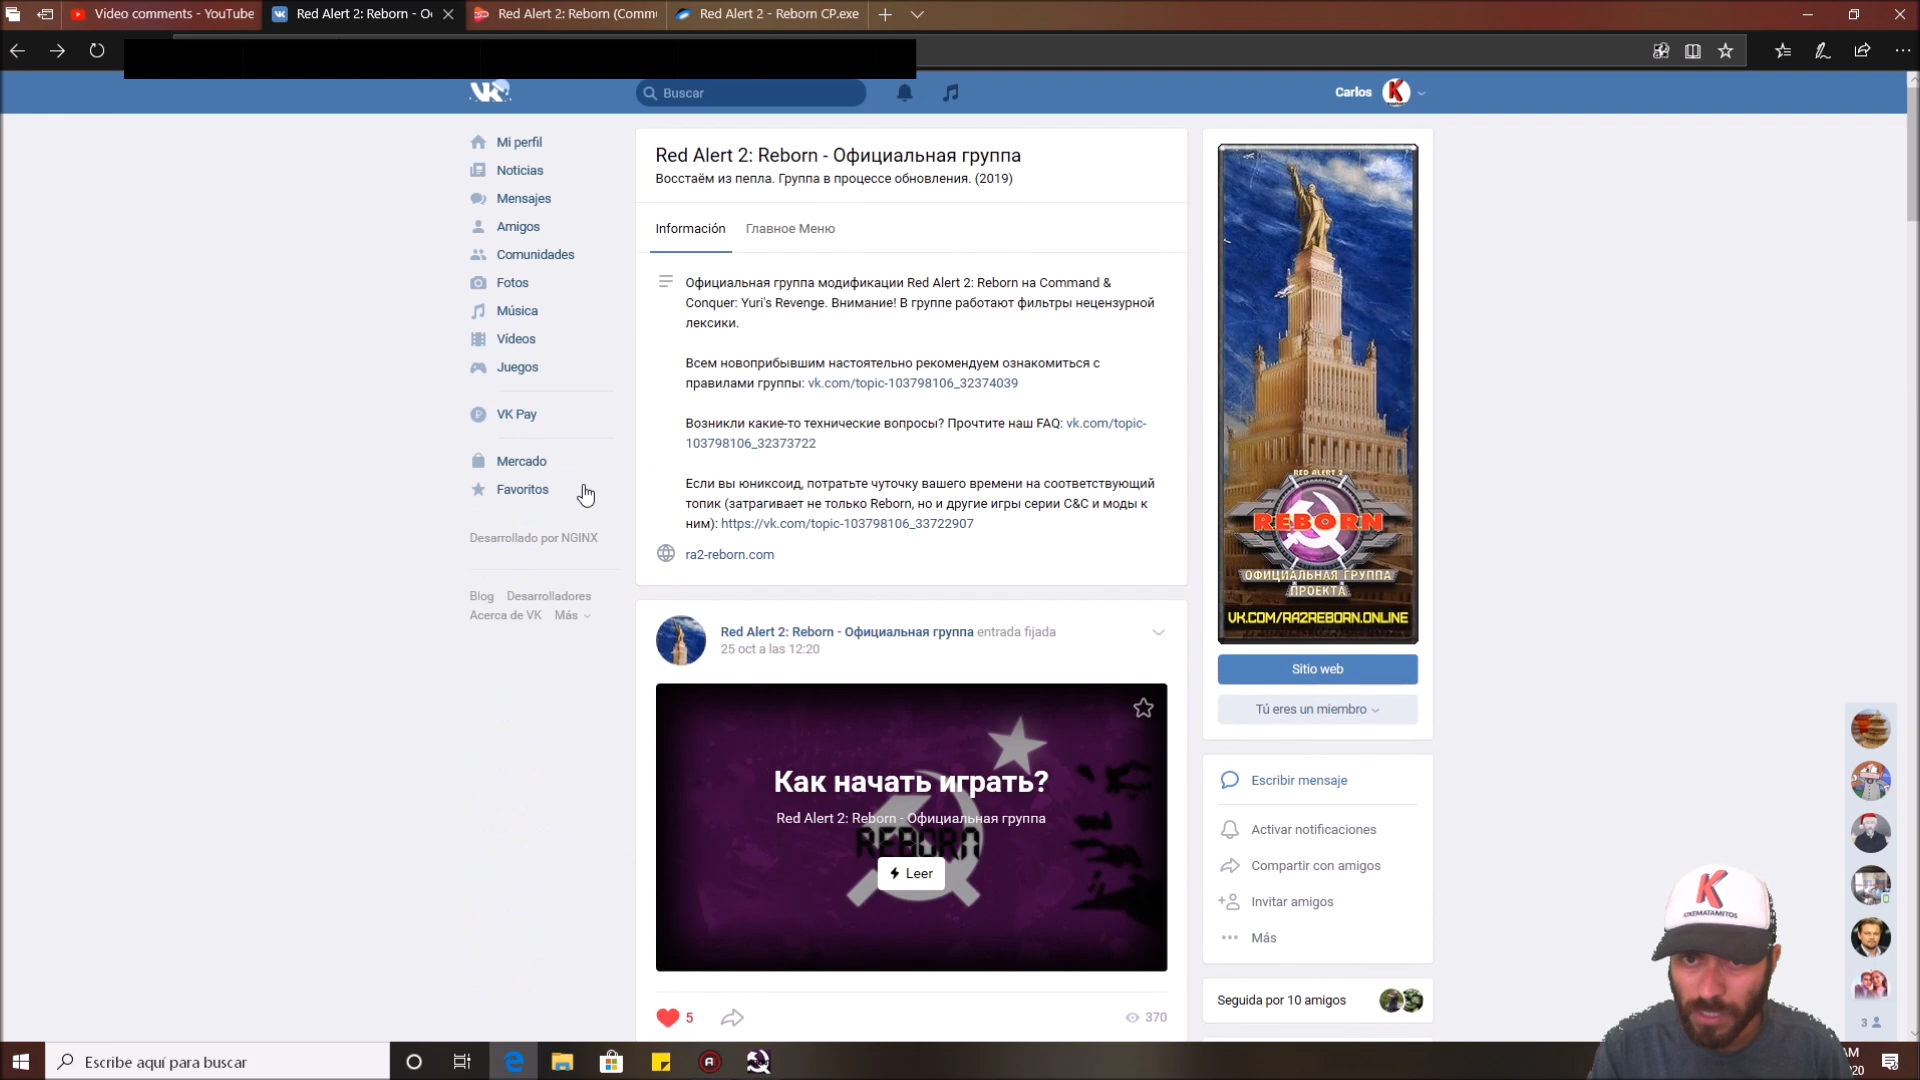 Video comments - YouTube
Red Alert 2: Reborn - Oc
Red Alert 2: Reborn (Comm
Red Alert 2 - Reborn CP.exe
Buscar
Carlos
Mi perfil
Noticias
Mensajes
Amigos
Comunidades
Fotos
Música
Vídeos
Juegos
VK Pay
Mercado
Favoritos
Desarrollado por NGINX
Blog Desarrolladores
Acerca de VK Más
Red Alert 2: Reborn - Официальная группа
Восстаём из пепла. Группа в процессе обновления. (2019)
Información Главное Меню
Официальная группа модификации Red Alert 2: Reborn на Command &
Conquer: Yuri's Revenge. Внимание! В группе работают фильтры нецензурной
лексики.
Всем новоприбывшим настоятельно рекомендуем ознакомиться с
правилами группы: vk.com/topic-103798106_32374039
Возникли какие-то технические вопросы? Прочтите наш FAQ: vk.com/topic-
103798106_32373722
Если вы юниксоид, потратьте чуточку вашего времени на соответствующий
топик (затрагивает не только Reborn, но и другие игры серии C&C и моды к
ним): https://vk.com/topic-103798106_33722907
ra2-reborn.com
Red Alert 2: Reborn - Официальная группа entrada fijada
25 oct a las 12:20
Как начать играть?
Red Alert 2: Reborn - Официальная группа
REBORN
Leer
5
370
RED ALERT 2
REBORN
ОФИЦИАЛЬНАЯ ГРУППА
ПРОЕКТА
VK.COM/RA2REBORN.ONLINE
Sitio web
Tú eres un miembro
Escribir mensaje
Activar notificaciones
Compartir con amigos
Invitar amigos
Más
Seguida por 10 amigos
3
K
KIKEMATAMITOS
Escribe aquí para buscar